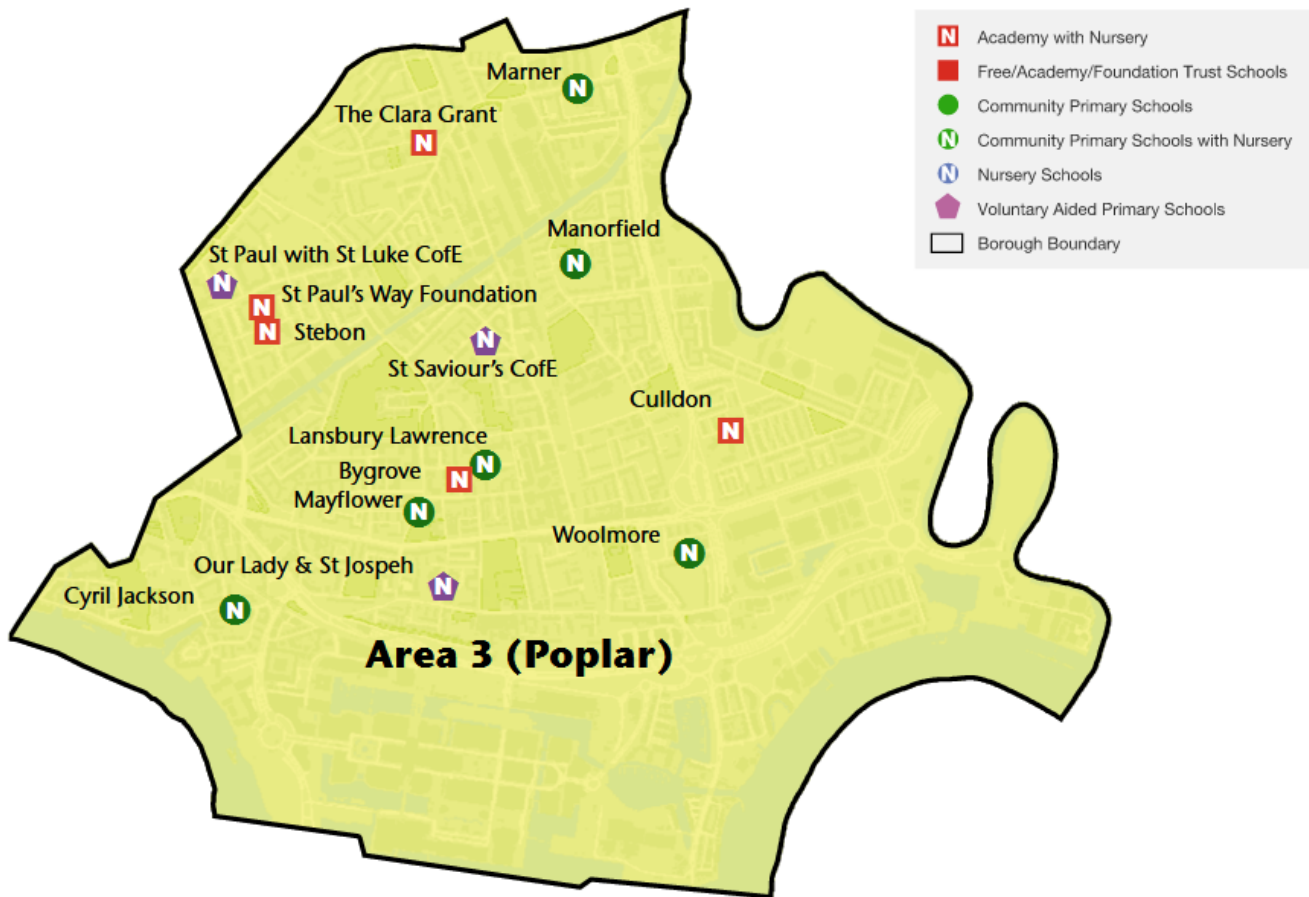 Marner
N
The Clara Grant
N
Manorfield
N
St Paul with St Luke CofE
N
St Paul's Way Foundation
N
Stebon
N
St Saviour's CofE
N
Culldon
N
Lansbury Lawrence
N
Bygrove
N
Mayflower
N
Woolmore
N
Our Lady & St Jospeh
N
Cyril Jackson
N
Area 3 (Poplar)
N Academy with Nursery
Free/Academy/Foundation Trust Schools
Community Primary Schools
N Community Primary Schools with Nursery
N Nursery Schools
Voluntary Aided Primary Schools
Borough Boundary